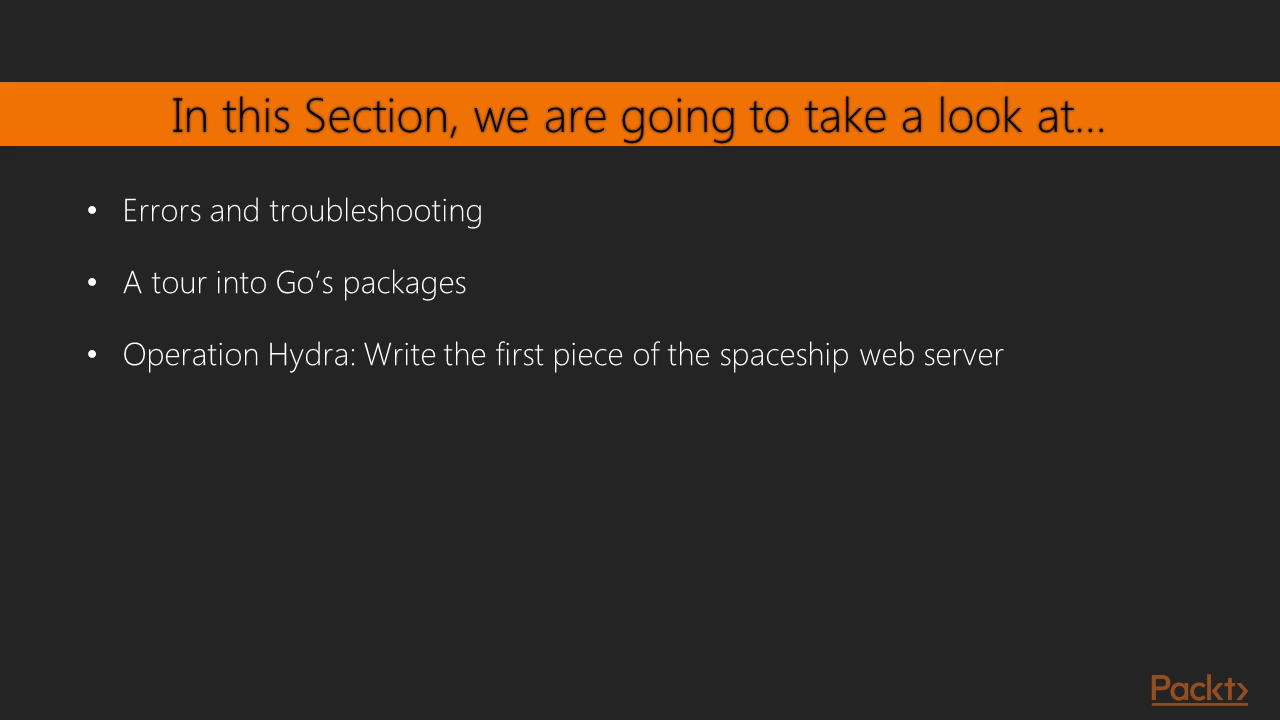 In this Section, we are going to take a look at...
• Errors and troubleshooting
• A tour into Go's packages
• Operation Hydra: Write the first piece of the spaceship web server
Packt>